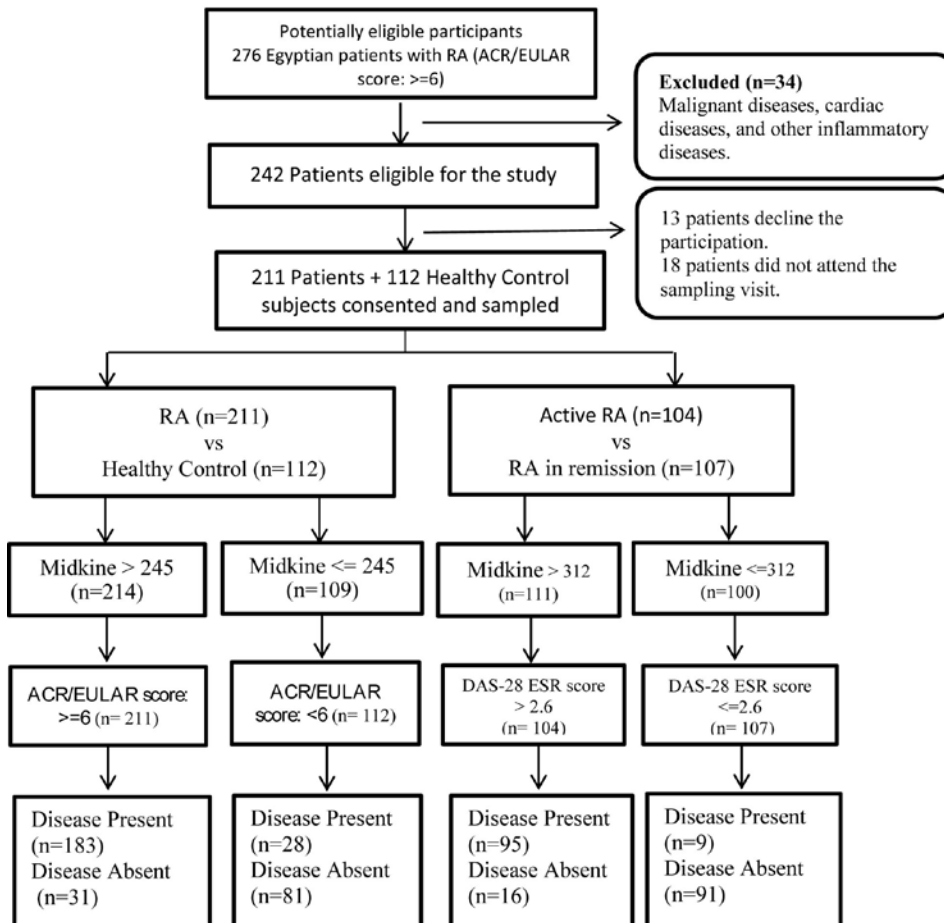 Potentially eligible participants
276 Egyptian patients with RA (ACR/EULAR
score: >=6)
Excluded (n=34)
Malignant diseases, cardiac
diseases, and other inflammatory
diseases.
242 Patients eligible for the study
13 patients decline the
participation.
18 patients did not attend the
sampling visit.
211 Patients + 112 Healthy Control
subjects consented and sampled
RA (n=211)
vs
Healthy Control (n=112)
Active RA (n=104)
vs
RA in remission (n=107)
Midkine > 245
(n=214)
Midkine <= 245
(n=109)
Midkine > 312
(n=111)
Midkine <=312
(n=100)
ACR/EULAR score:
>=6 (n= 211)
ACR/EULAR
score: <6 (n= 112)
DAS-28 ESR score
> 2.6
(n= 104)
DAS-28 ESR score
<=2.6
(n= 107)
Disease Present
(n=183)
Disease Absent
(n=31)
Disease Present
(n=28)
Disease Absent
(n=81)
Disease Present
(n=95)
Disease Absent
(n=16)
Disease Present
(n=9)
Disease Absent
(n=91)